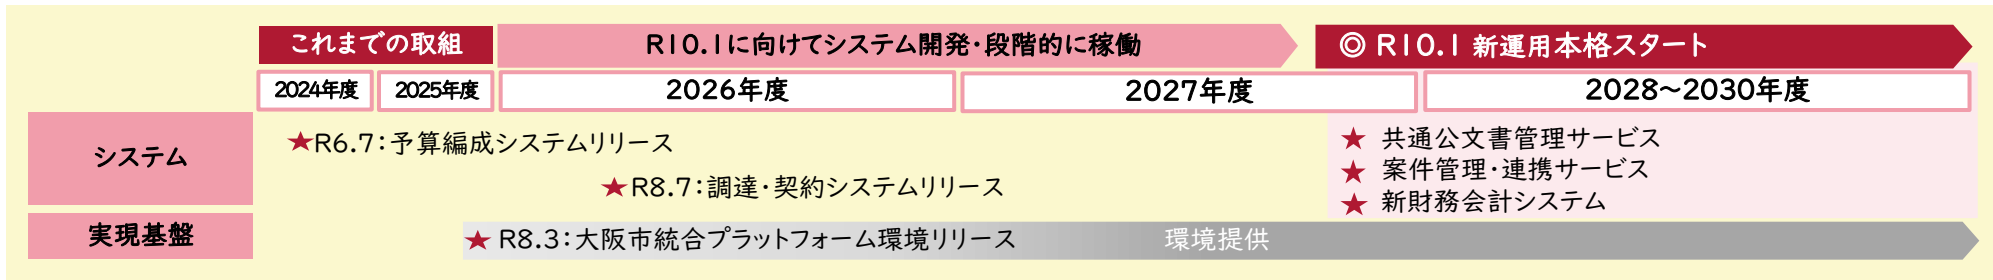 これまでの取組
R10.1に向けてシステム開発・段階的に稼働
◎ R10.1 新運用本格スタート
2024年度
2025年度
2026年度
2027年度
2028～2030年度
システム
★R6.7：予算編成システムリリース
★R8.7：調達・契約システムリリース
★ 共通公文書管理サービス
★ 案件管理・連携サービス
★ 新財務会計システム
実現基盤
★ R8.3：大阪市統合プラットフォーム環境リリース
環境提供